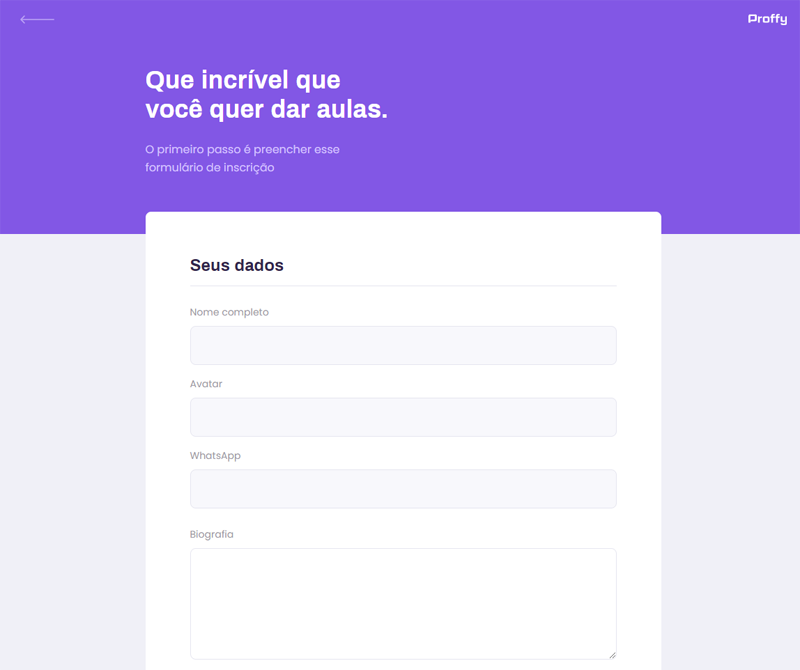 Proffy
Que incrível que
você quer dar aulas.
O primeiro passo é preencher esse
formulário de inscrição
Seus dados
Nome completo
Avatar
WhatsApp
Biografia